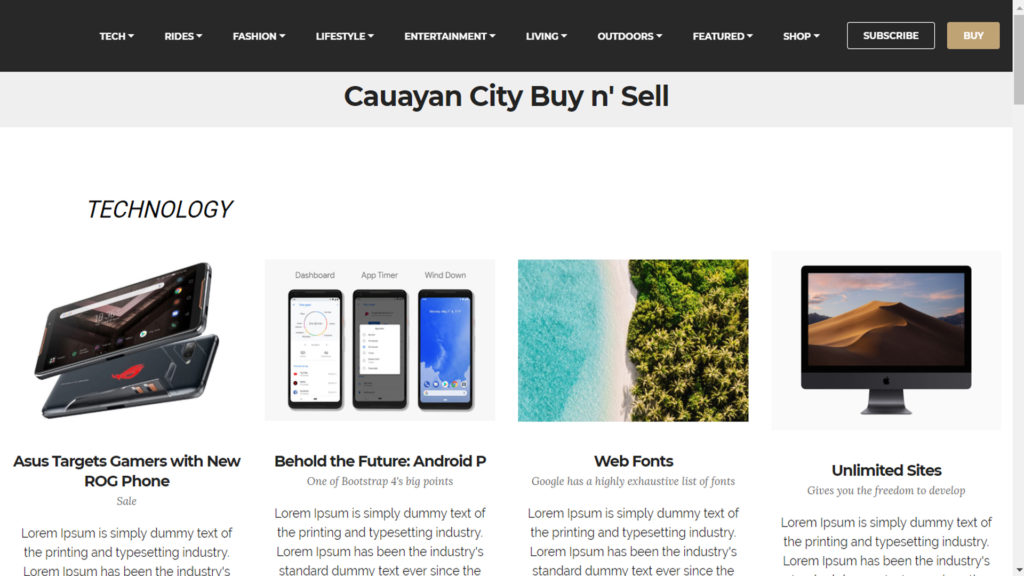 TECH RIDES FASHION LIFESTYLE ENTERTAINMENT LIVING OUTDOORS FEATURED SHOP SUBSCRIBE BUY
Cauayan City Buy n' Sell
TECHNOLOGY
Dashboard App Timer Wind Down
Asus Targets Gamers with New
ROG Phone
Sale
Lorem Ipsum is simply dummy text of
the printing and typesetting industry.
Lorem Ipsum has been the industry's
Behold the Future: Android P
One of Bootstrap 4's big points
Lorem Ipsum is simply dummy text of
the printing and typesetting industry.
Lorem Ipsum has been the industry's
standard dummy text ever since the
Web Fonts
Google has a highly exhaustive list of fonts
Lorem Ipsum is simply dummy text of
the printing and typesetting industry.
Lorem Ipsum has been the industry's
standard dummy text ever since the
Unlimited Sites
Gives you the freedom to develop
Lorem Ipsum is simply dummy text of
the printing and typesetting industry.
Lorem Ipsum has been the industry's